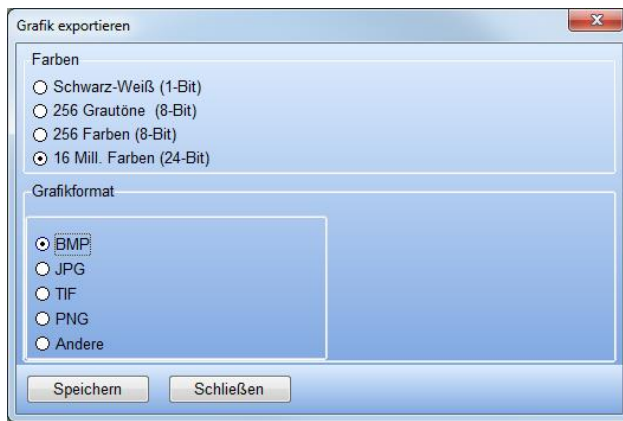 Grafik exportieren
Farben
Schwarz-Weiß (1-Bit)
256 Grautöne (8-Bit)
256 Farben (8-Bit)
16 Mill. Farben (24-Bit)
Grafikformat
BMP
JPG
TIF
PNG
Andere
Speichern
Schließen